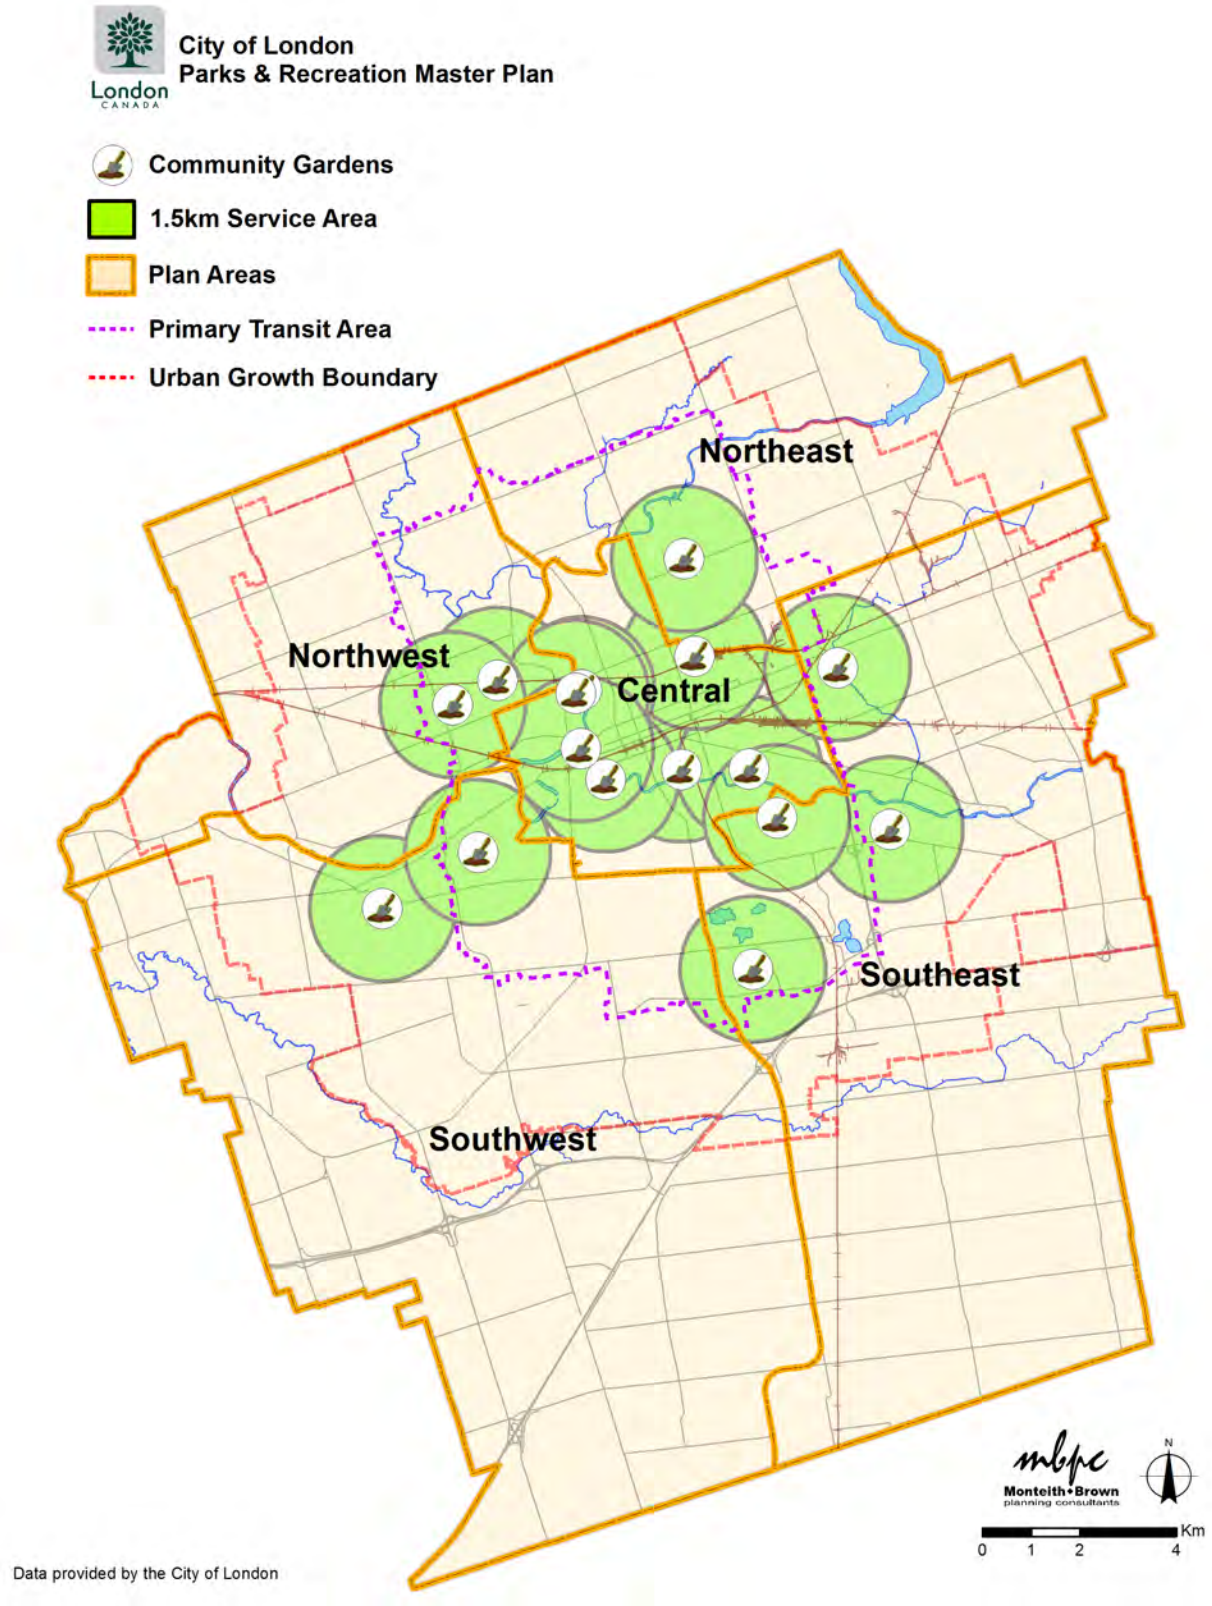 London
CANADA
City of London
Parks & Recreation Master Plan
Community Gardens
1.5km Service Area
Plan Areas
Primary Transit Area
Urban Growth Boundary
Northeast
Northwest
Central
Southeast
Southwest
mbpc
Monteith Brown
planning consultants
N
Km
0 1 2 4
Data provided by the City of London